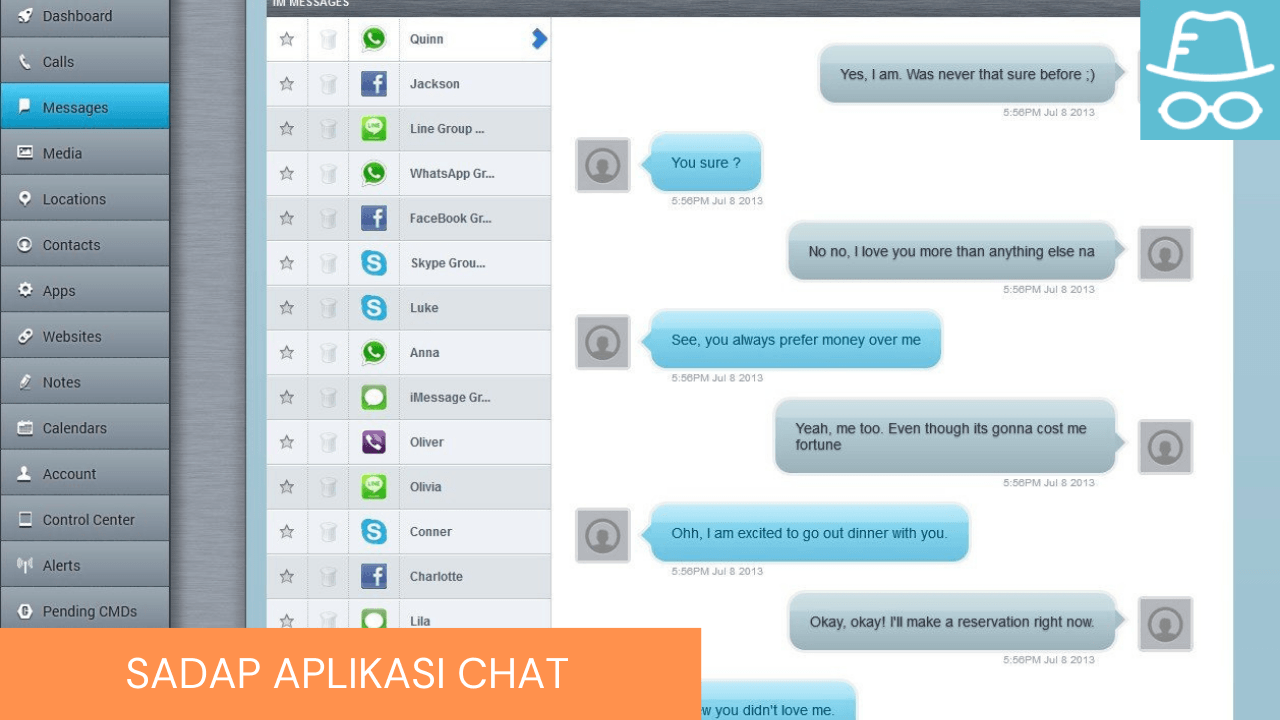 IM MESSAGES
Dashboard
Calls
Messages
Media
Locations
Contacts
Apps
Websites
Notes
Calendars
Account
Control Center
Alerts
Pending CMDs
Quinn
Jackson
Line Group ...
WhatsApp Gr...
FaceBook Gr...
Skype Grou...
Luke
Anna
iMessage Gr...
Oliver
Olivia
Conner
Charlotte
Lila
Yes, I am. Was never that sure before ;)
5:56PM Jul 8 2013
You sure ?
5:56PM Jul 8 2013
No no, I love you more than anything else na
5:56PM Jul 8 2013
See, you always prefer money over me
5:56PM Jul 8 2013
Yeah, me too. Even though its gonna cost me
fortune
5:56PM Jul 8 2013
Ohh, I am excited to go out dinner with you.
5:56PM Jul 8 2013
Okay, okay! I'll make a reservation right now.
5:56PM Jul 8 2013
you didn't love me.
SADAP APLIKASI CHAT